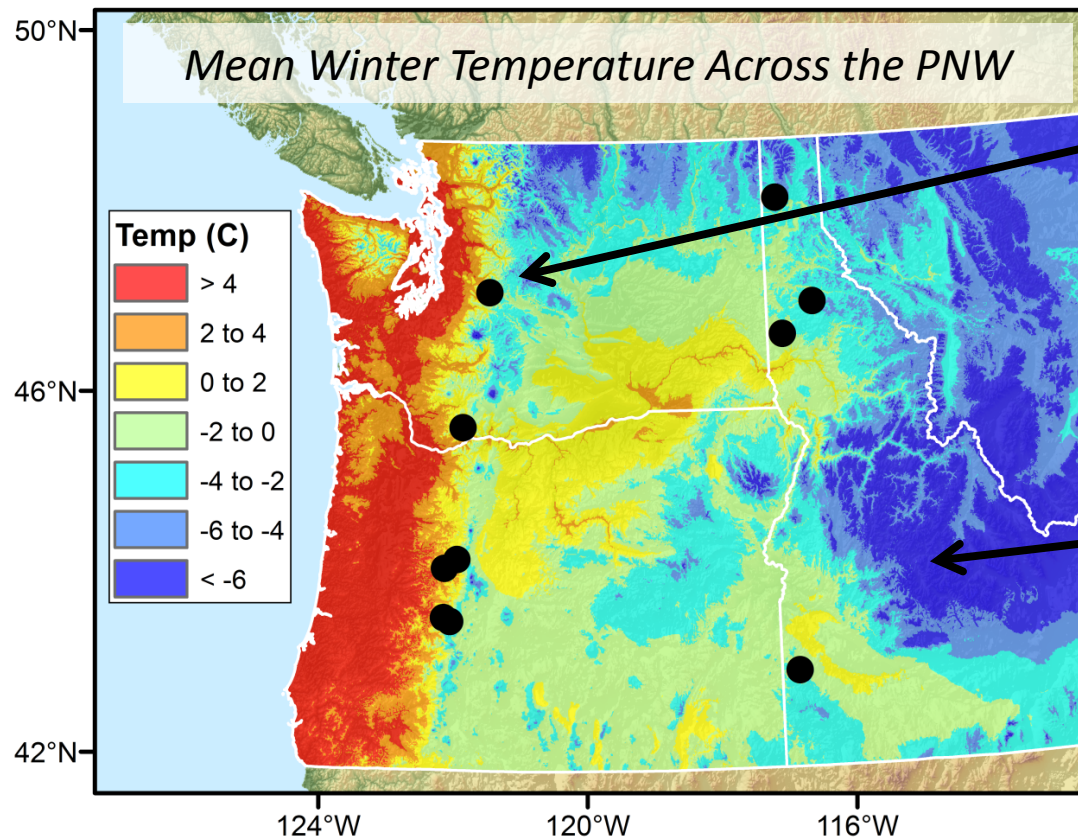 Mean Winter Temperature Across the PNW
50°N
46°N
42°N
Temp (C)
> 4
2 to 4
0 to 2
-2 to 0
-4 to -2
-6 to -4
< -6
124°W
120°W
116°W